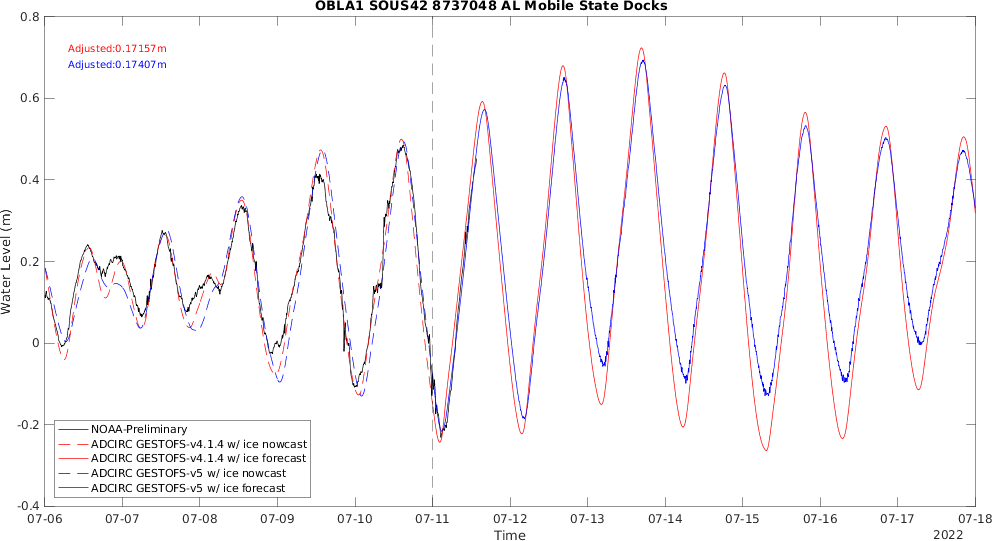 OBLA1 SOUS42 8737048 AL Mobile State Docks
0.8
Adjusted:0.17157m
Adjusted:0.17407m
0.6
0.4
0.2
0
-0.2
-0.4
Water Level (m)
NOAA-Preliminary
ADCIRC GESTOFS-v4.1.4 w/ ice nowcast
ADCIRC GESTOFS-v4.1.4 w/ ice forecast
ADCIRC GESTOFS-v5 w/ ice nowcast
ADCIRC GESTOFS-v5 w/ ice forecast
07-06 07-07 07-08 07-09 07-10 07-11 07-12 07-13 07-14 07-15 07-16 07-17 07-18
Time
2022